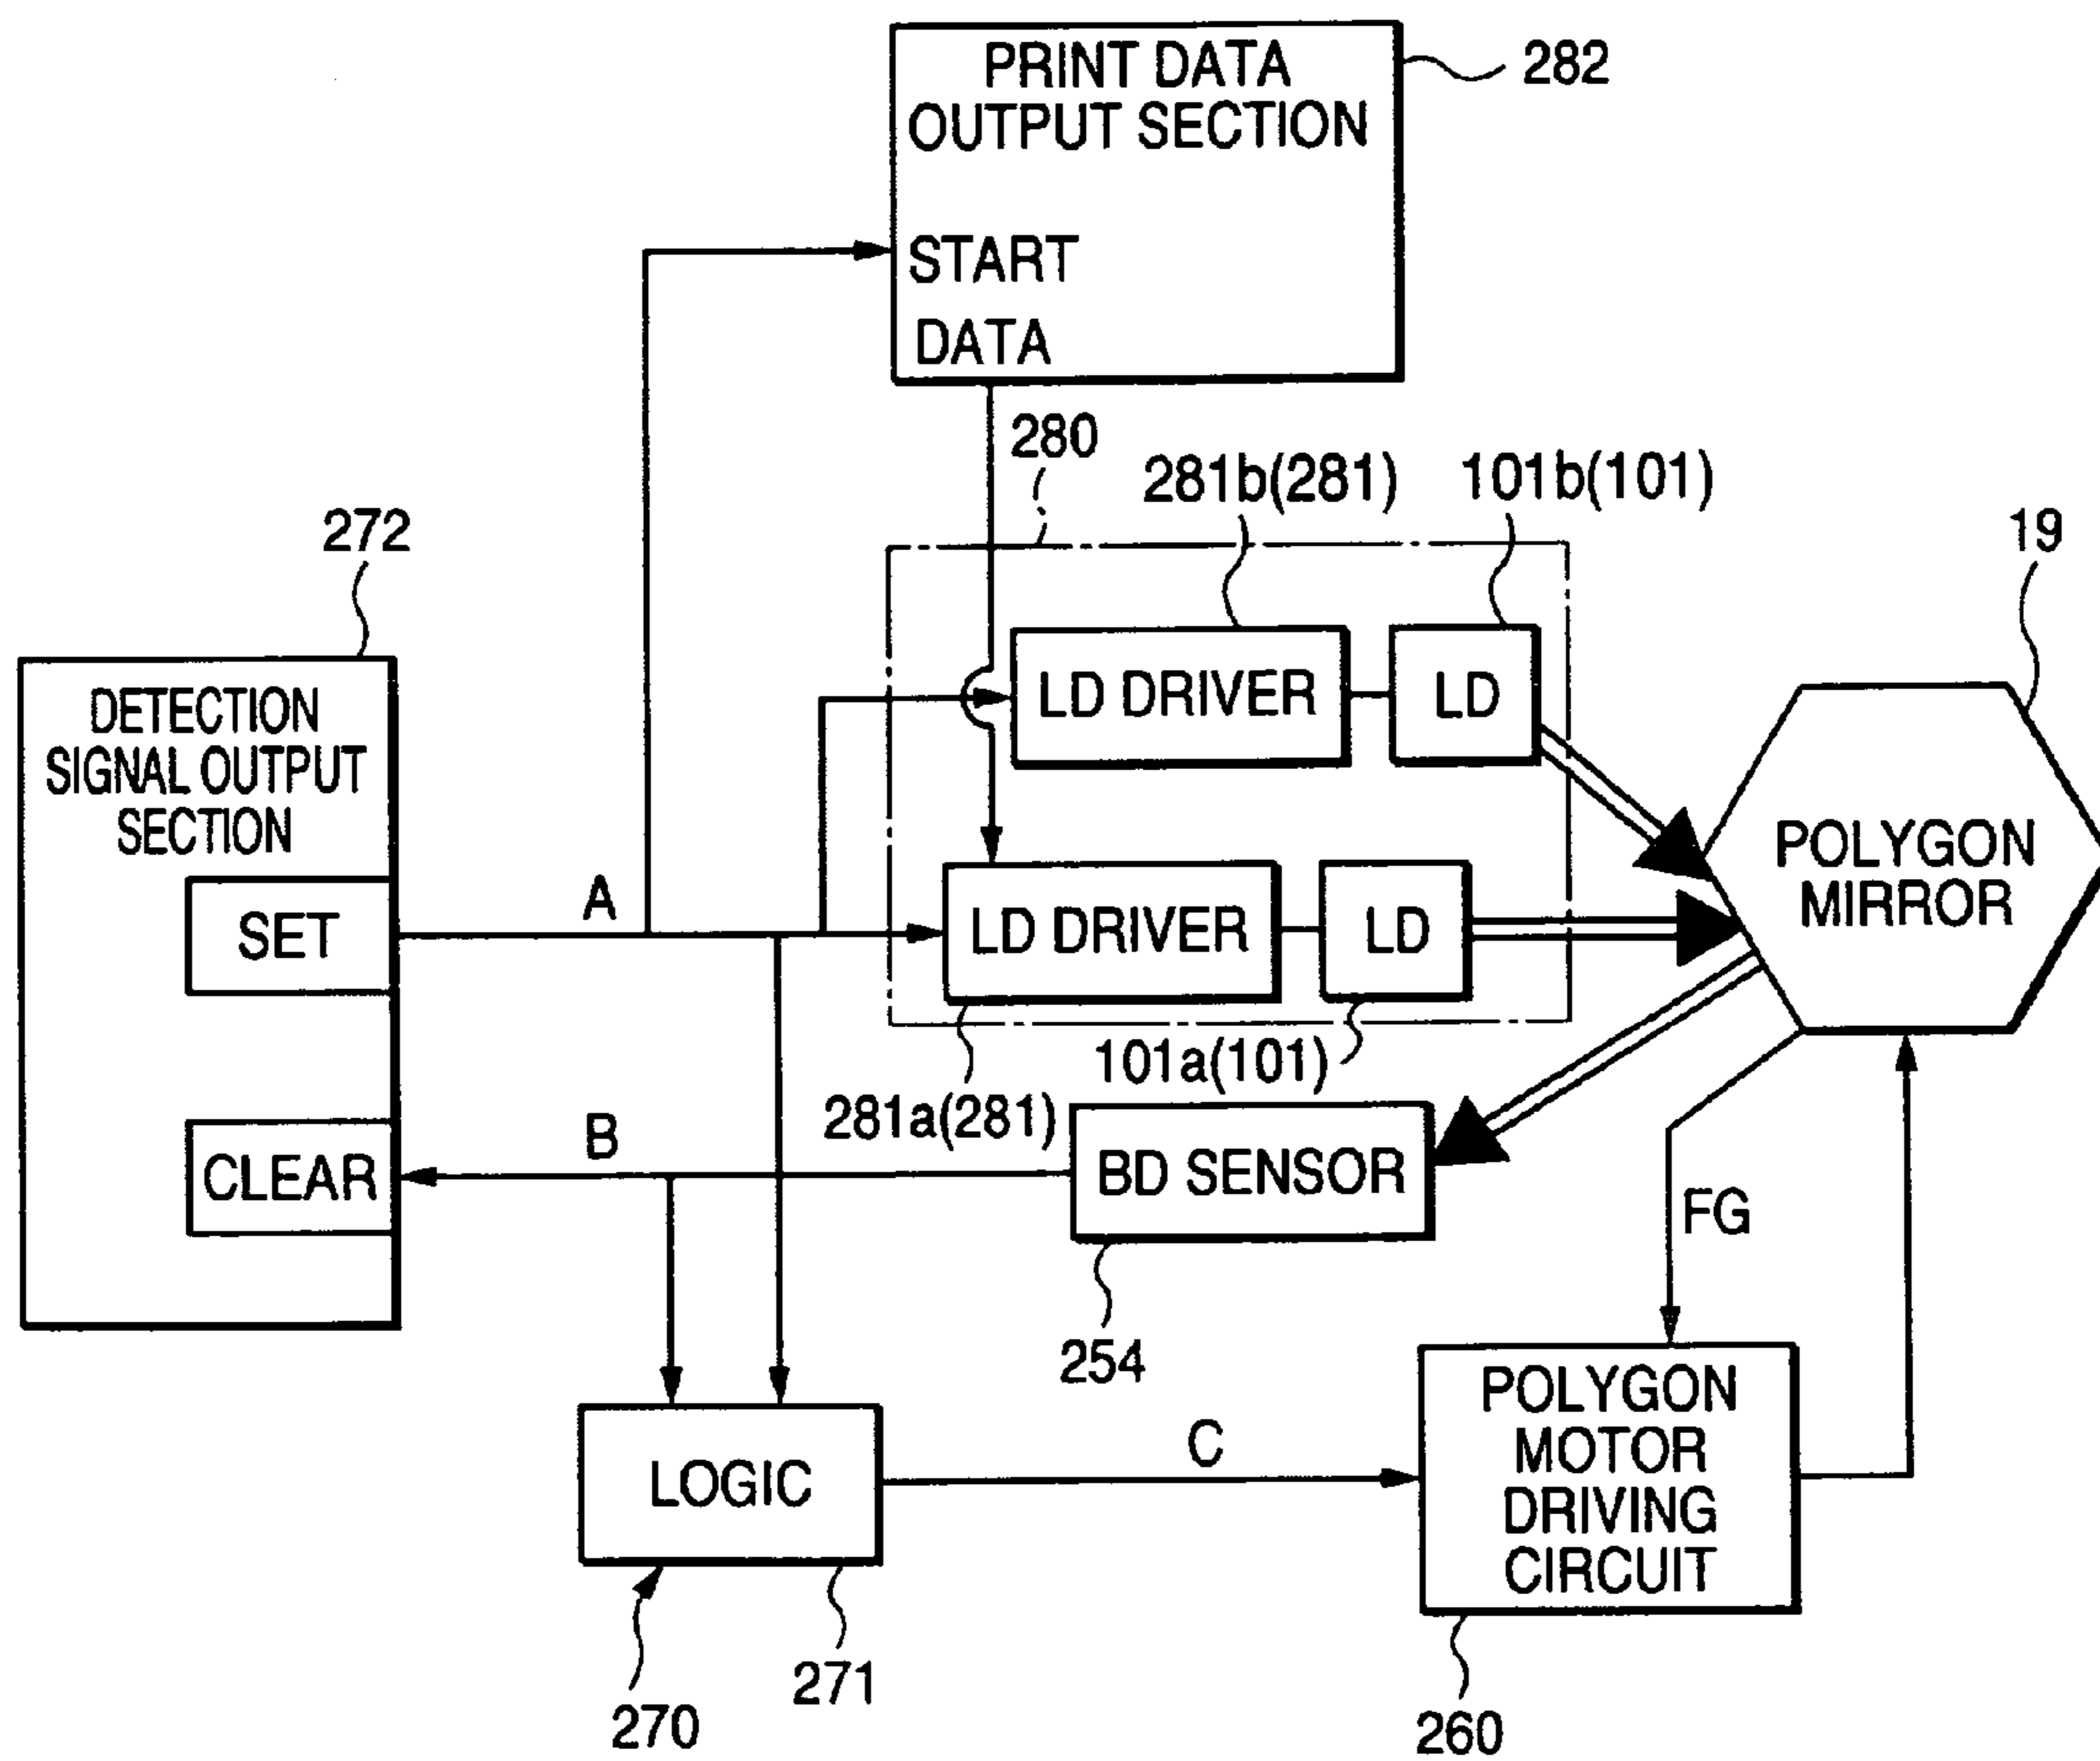 PRINT DATA
OUTPUT SECTION
START
DATA
282
280
281b(281)
101b(101)
19
272
DETECTION
SIGNAL OUTPUT
SECTION
SET
CLEAR
A
B
LD DRIVER
LD
LD DRIVER
LD
POLYGON
MIRROR
101a(101)
281a(281)
BD SENSOR
254
FG
LOGIC
C
POLYGON
MOTOR
DRIVING
CIRCUIT
270
271
260